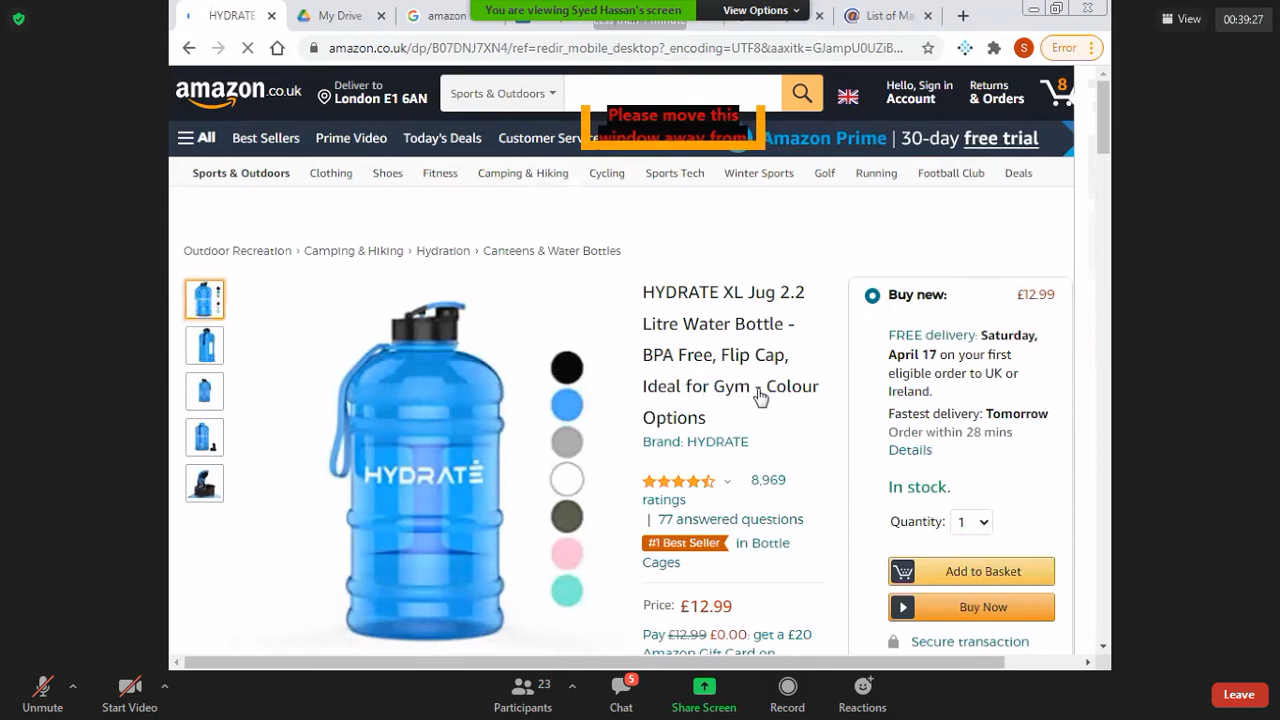 HYDRATE
My Drive
amazon
You are viewing Syed Hassan's screen
View Options
List of Ma
View
00:39:27
amazon.co.uk/dp/B07DNJ7XN4/ref=redir_mobile_desktop?_encoding=UTF8&aaxitk=GJampU0UZiB...
S
Error
amazon.co.uk
Deliver to
London E1 6AN
Sports & Outdoors
Hello, Sign in
Account
Returns
& Orders
8
Please move this
window away from
All
Best Sellers
Prime Video
Today's Deals
Customer Service
Amazon Prime | 30-day free trial
Sports & Outdoors
Clothing
Shoes
Fitness
Camping & Hiking
Cycling
Sports Tech
Winter Sports
Golf
Running
Football Club
Deals
Outdoor Recreation › Camping & Hiking › Hydration › Canteens & Water Bottles
HYDRATE
HYDRATE XL Jug 2.2
Litre Water Bottle -
BPA Free, Flip Cap,
Ideal for Gym - Colour
Options
Brand: HYDRATE
8,969
ratings
| 77 answered questions
#1 Best Seller in Bottle
Cages
Price: £12.99
Pay £12.99 £0.00: get a £20
Amazon Gift Card on
Buy new: £12.99
FREE delivery: Saturday,
April 17 on your first
eligible order to UK or
Ireland.
Fastest delivery: Tomorrow
Order within 28 mins
Details
In stock.
Quantity: 1
Add to Basket
Buy Now
Secure transaction
Unmute
Start Video
23
Participants
5
Chat
Share Screen
Record
Reactions
Leave